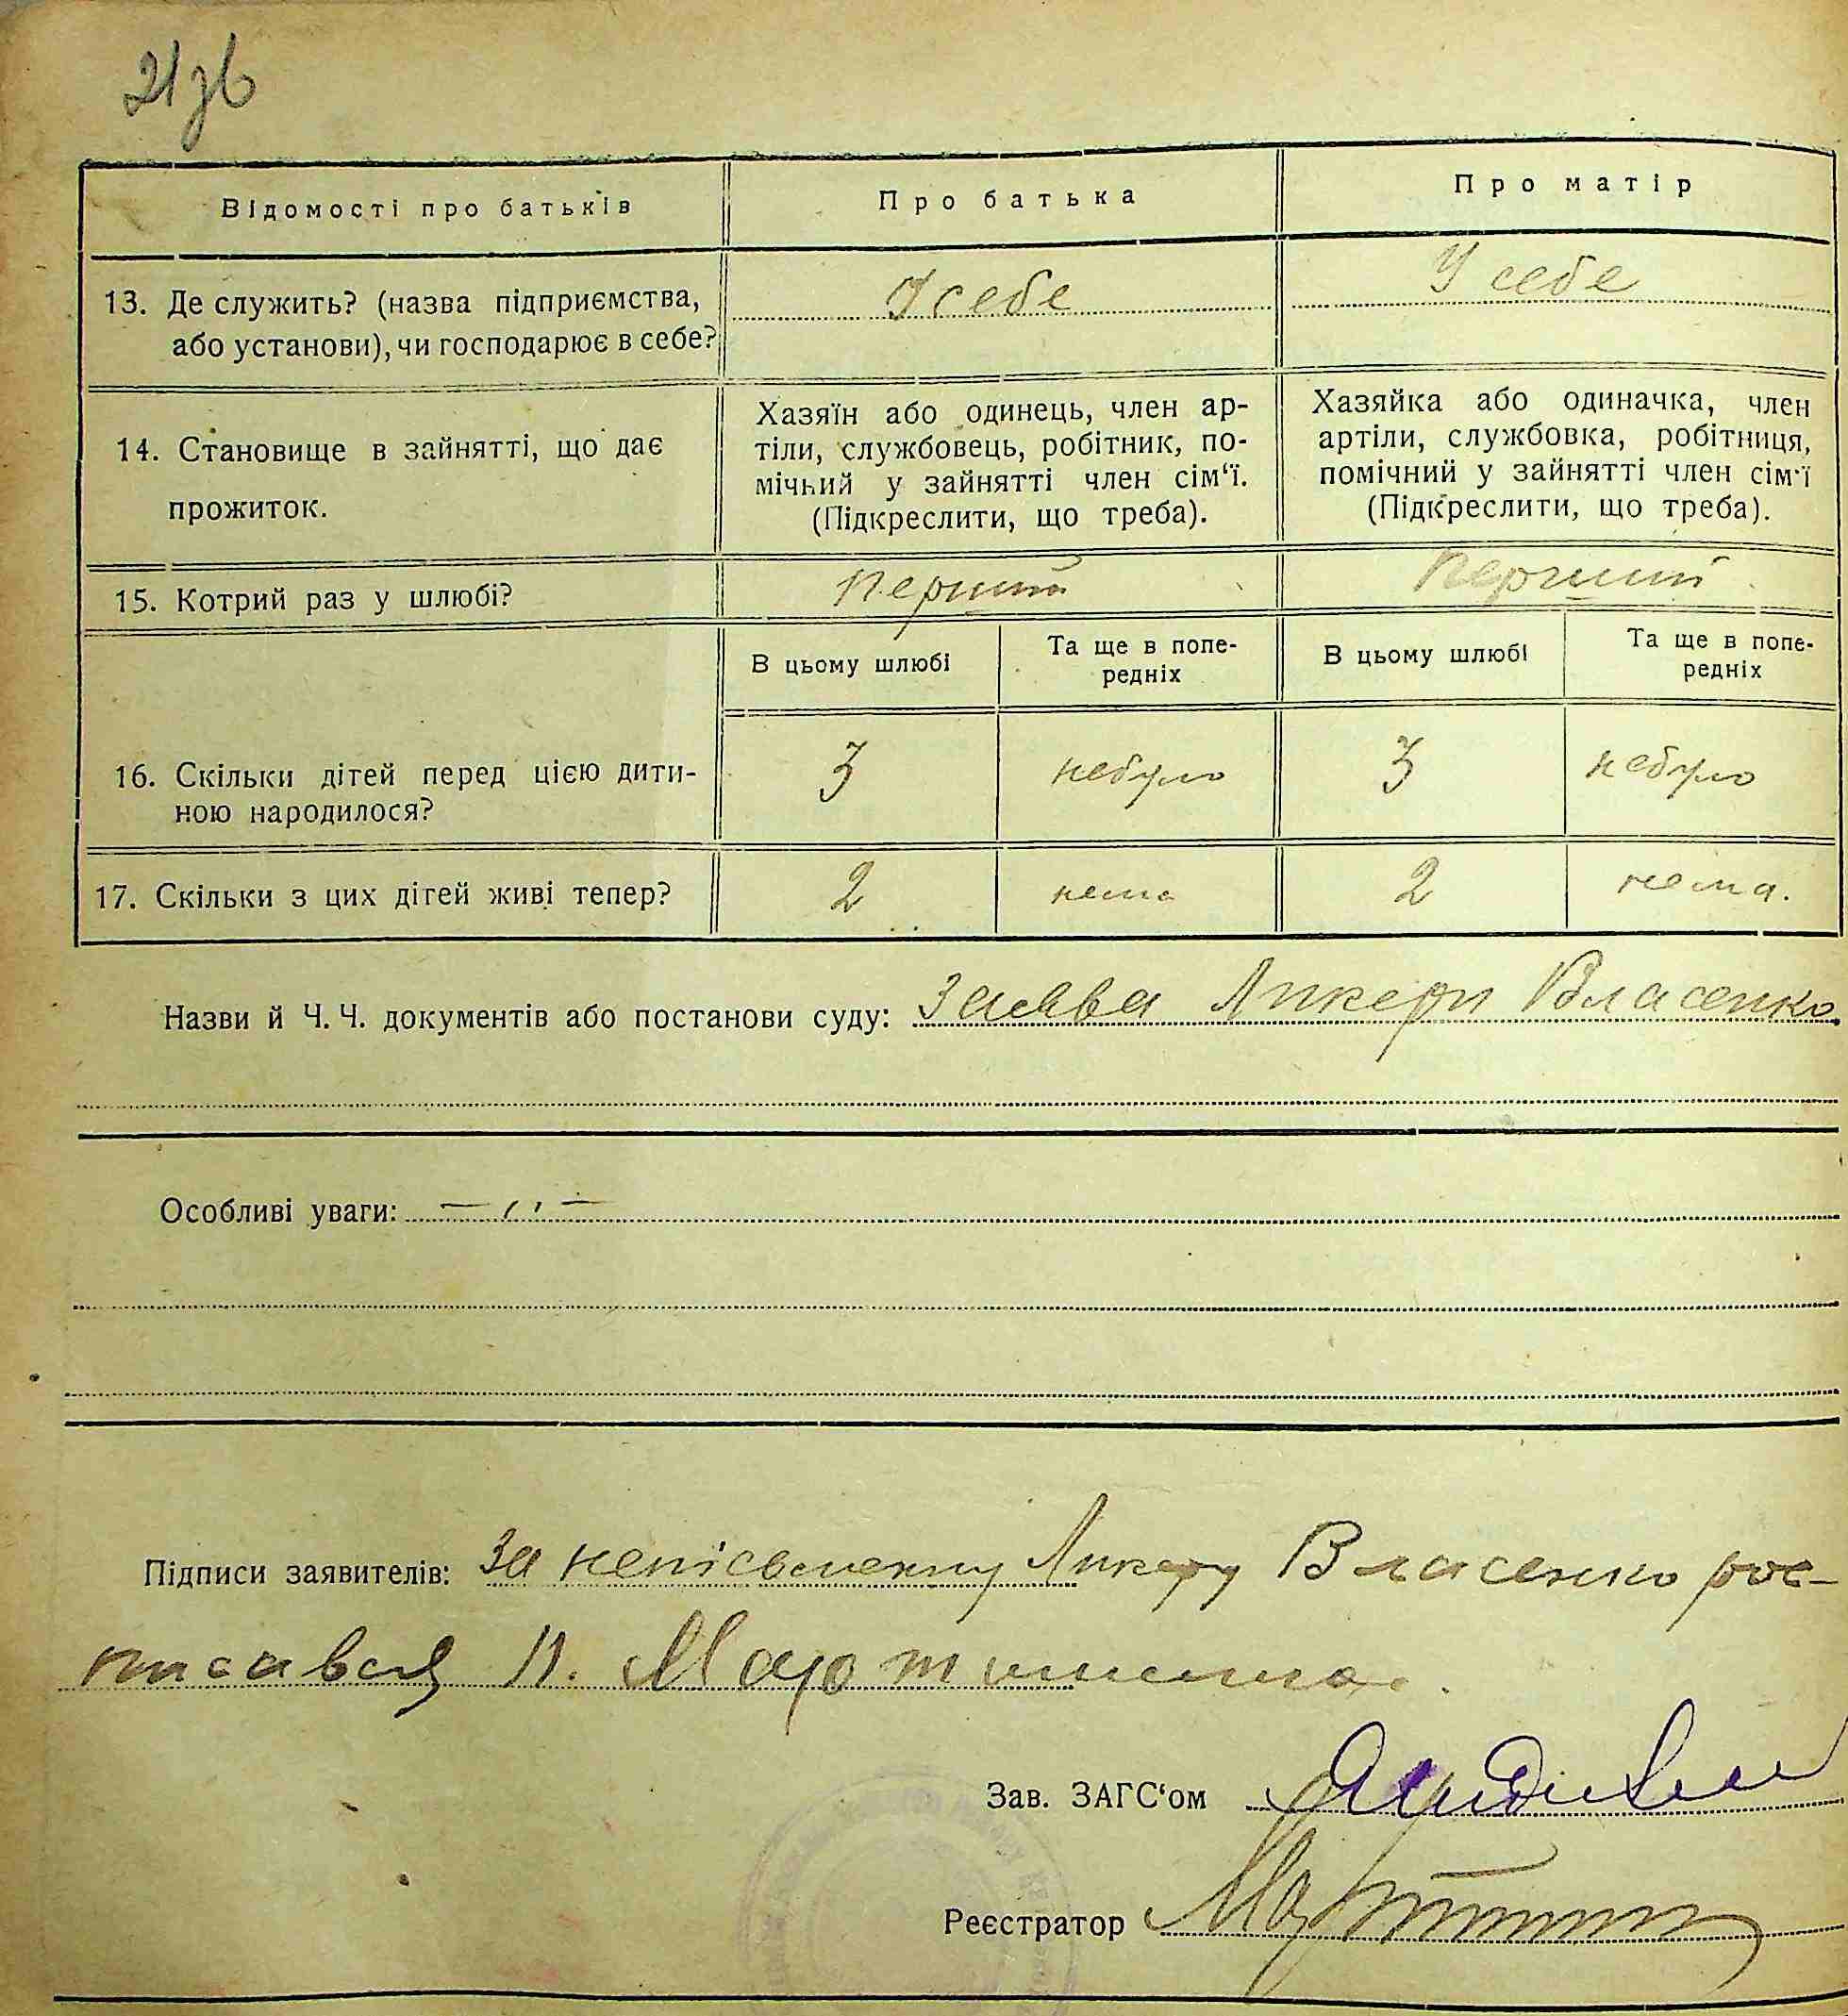 21зв
Відомості про батьків
Про батька
Про матір
13. Де служить? (назва підприємства,
або установи), чи господарює в себе?
У себе
У себе
14. Становище в зайнятті, що дає
прожиток.
Хазяїн або одинець, член ар-
тіли, службовець, робітник, по-
мічний у зайнятті член сім‘ї.
(Підкреслити, що треба).
Хазяйка або одиначка, член
артіли, службовка, робітниця,
помічний у зайнятті член сім‘ї
(Підкреслити, що треба).
15. Котрий раз у шлюбі?
перший
перший
В цьому шлюбі
Та ще в попе-
редніх
В цьому шлюбі
Та ще в попе-
редніх
16. Скільки дітей перед цією дити-
ною народилося?
3
небуло
3
небуло
17. Скільки з цих дітей живі тепер?
2
нема
2
нема.
Назви й Ч. Ч. документів або постанови суду: Заява Ликери Власенко
Особливі уваги: — ,, —
Підписи заявителів: За неписьменну Ликеру Власенко рос-
писався П.
Зав. ЗАГС‘ом
Реєстратор